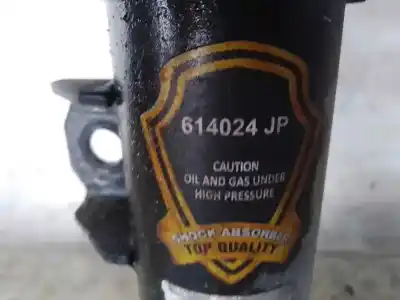 614024 JP
CAUTION
OIL AND GAS UNDER
HIGH PRESSURE
SHOCK ABSORBER
TOP QUALITY